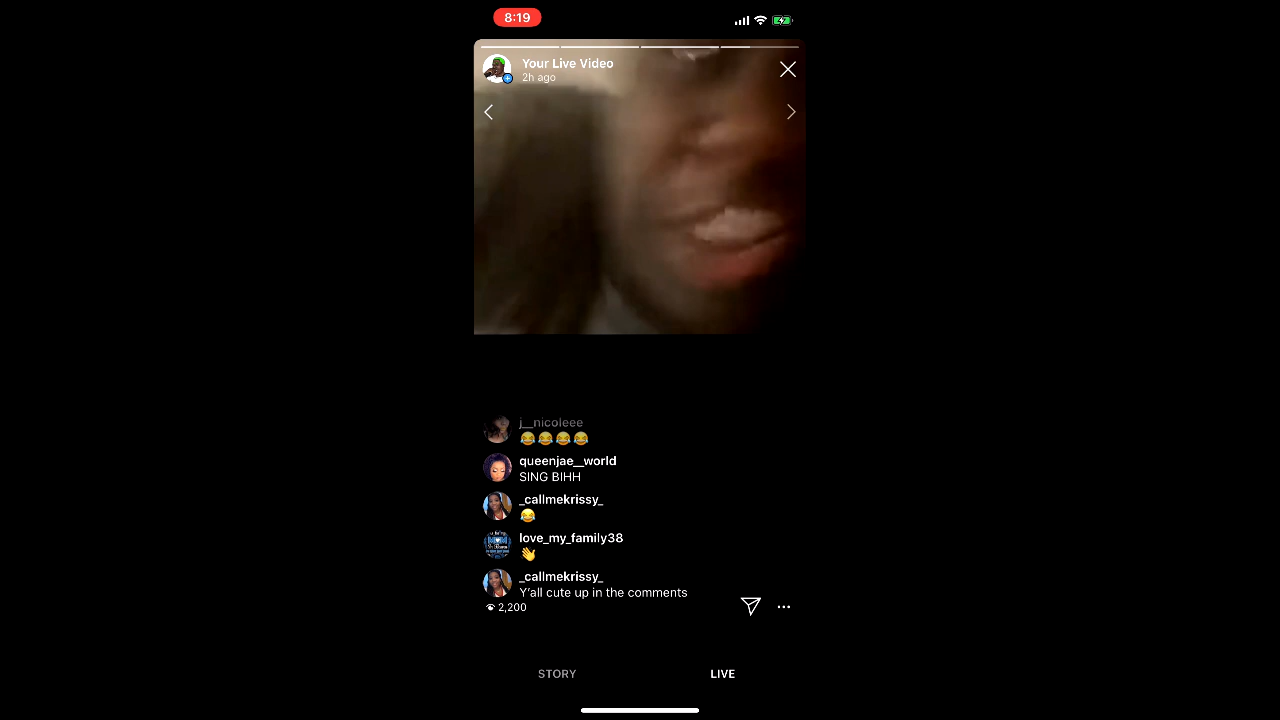 8:19
Your Live Video
2h ago
j__nicoleee
😂😂😂😂
queenjae__world
SING BIHH
_callmekrissy_
😂
love_my_family38
👋
_callmekrissy_
Y'all cute up in the comments
2,200
STORY
LIVE